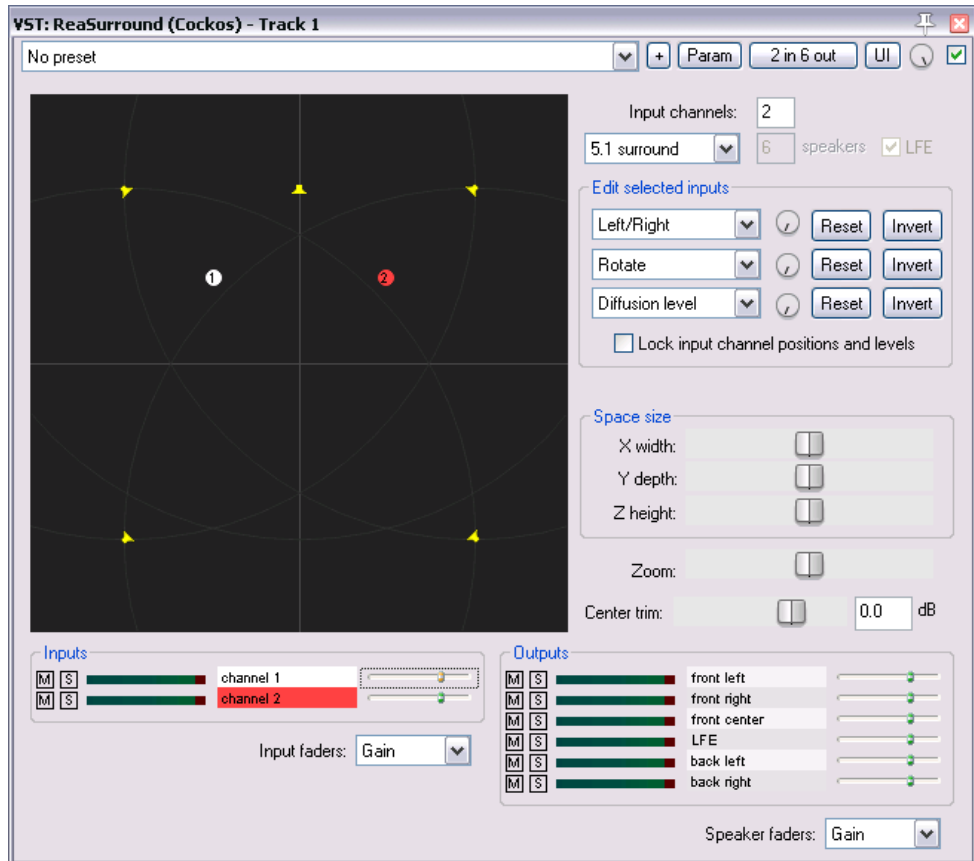 VST: ReaSurround (Cockos) - Track 1
No preset
+
Param
2 in 6 out
UI
Input channels: 2
5.1 surround
6 speakers
LFE
Edit selected inputs
Left/Right
Reset
Invert
Rotate
Reset
Invert
Diffusion level
Reset
Invert
Lock input channel positions and levels
1
2
Space size
X width:
Y depth:
Z height:
Zoom:
Center trim: 0.0 dB
Inputs
M S channel 1
M S channel 2
Input faders: Gain
Outputs
M S front left
M S front right
M S front center
M S LFE
M S back left
M S back right
Speaker faders: Gain